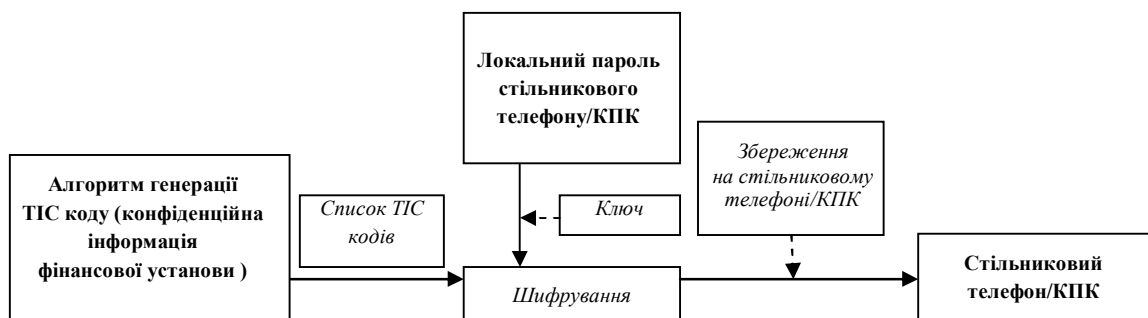 Локальний пароль
стільникового
телефону/КПК
Збереження
на стільниковому
телефоні/КПК
Алгоритм генерації
ТІС коду (конфіденційна
інформація
фінансової установи )
Список ТІС
кодів
Ключ
Шифрування
Стільниковий
телефон/КПК